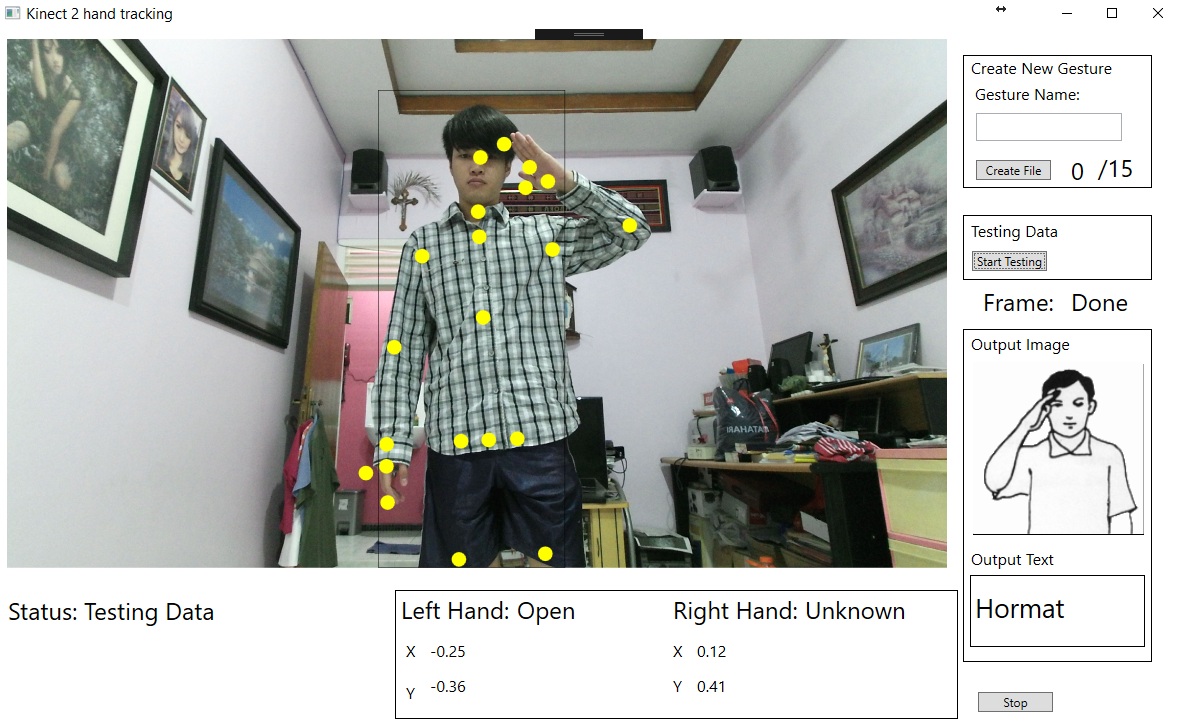 Kinect 2 hand tracking
Create New Gesture
Gesture Name:
Create File 0 /15
Testing Data
Start Testing
Frame: Done
Output Image
Output Text
Hormat
MATAHARI
Status: Testing Data
Left Hand: Open Right Hand: Unknown
X -0.25 X 0.12
Y -0.36 Y 0.41
Stop